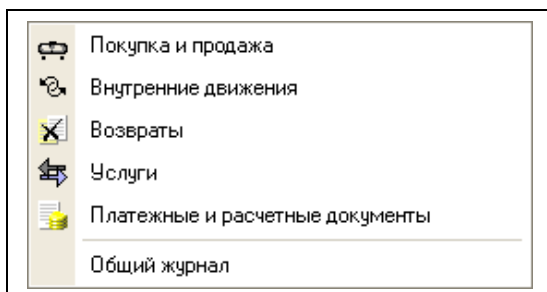 Покупка и продажа
Внутренние движения
Возвраты
Услуги
Платежные и расчетные документы
Общий журнал